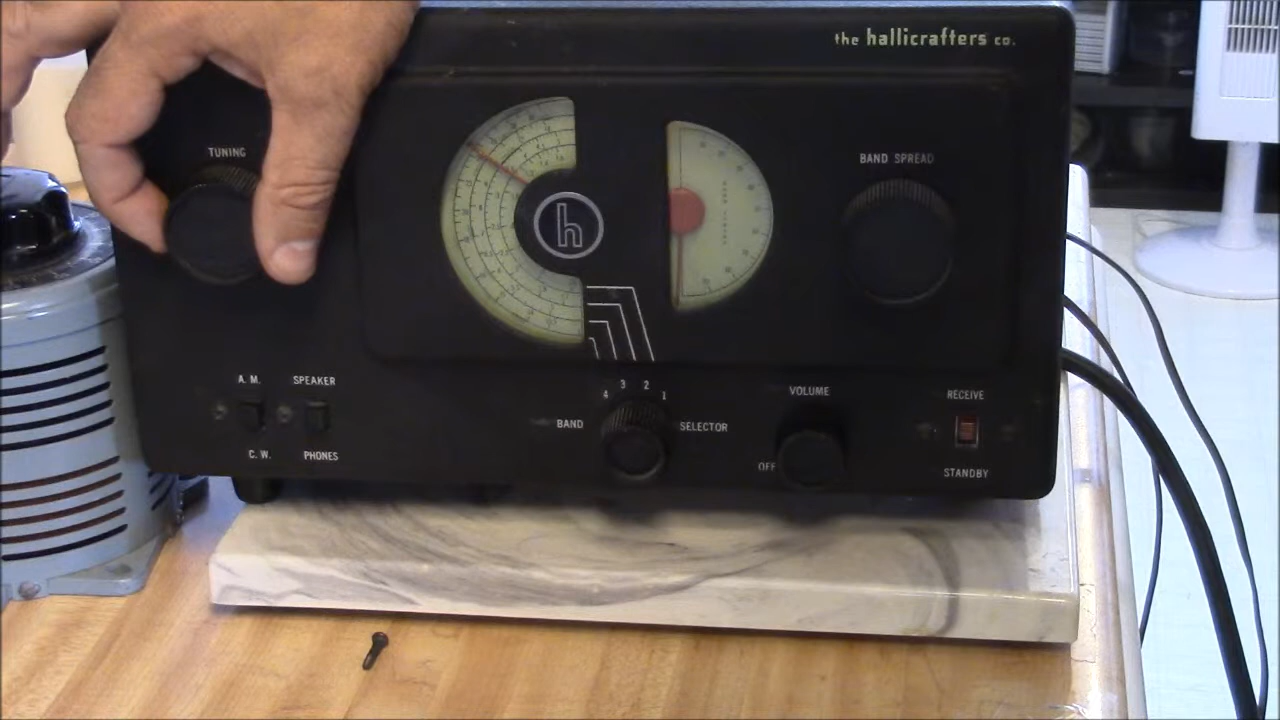 the hallicrafters co.
TUNING
BAND SPREAD
h
A. M.
SPEAKER
C. W.
PHONES
4 3 2 1
BAND
SELECTOR
VOLUME
OFF
RECEIVE
STANDBY